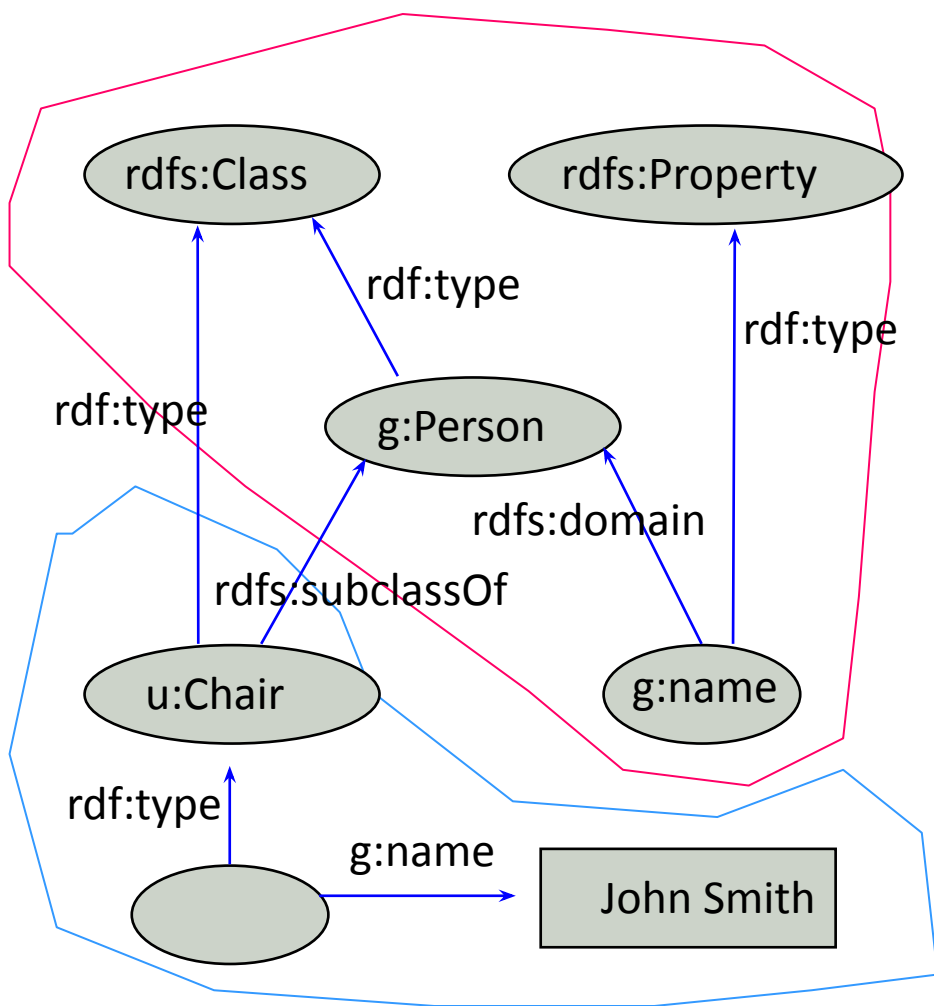 rdfs:Class
rdfs:Property
rdf:type
rdf:type
rdf:type
g:Person
rdfs:domain
rdfs:subclassOf
u:Chair
g:name
rdf:type
g:name
John Smith